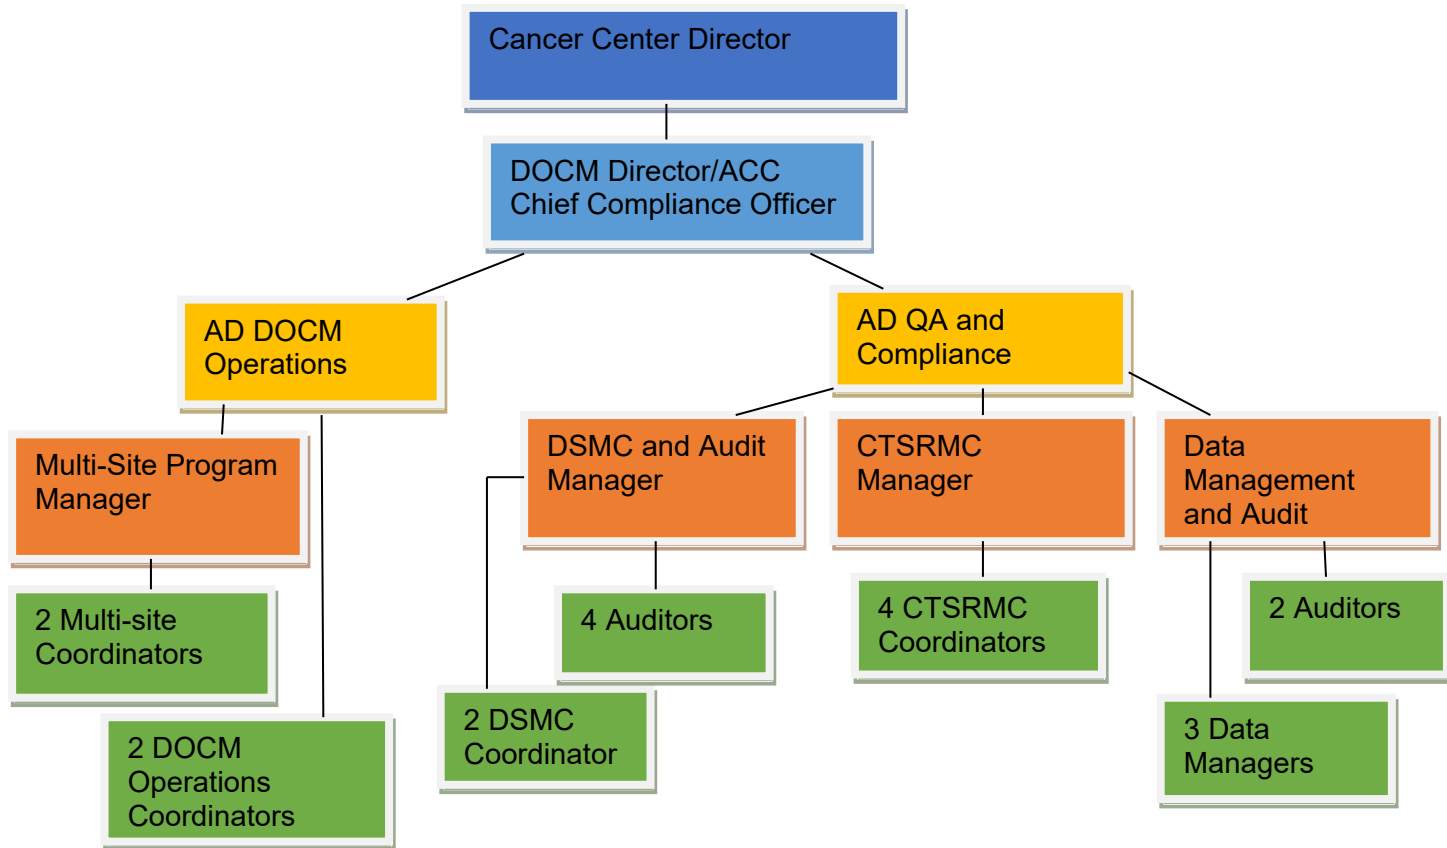 Cancer Center Director
DOCM Director/ACC
Chief Compliance Officer
AD DOCM
Operations
AD QA and
Compliance
Multi-Site Program
Manager
DSMC and Audit
Manager
CTSRMC
Manager
Data
Management
and Audit
2 Multi-site
Coordinators
4 Auditors
4 CTSRMC
Coordinators
2 Auditors
2 DSMC
Coordinator
3 Data
Managers
2 DOCM
Operations
Coordinators